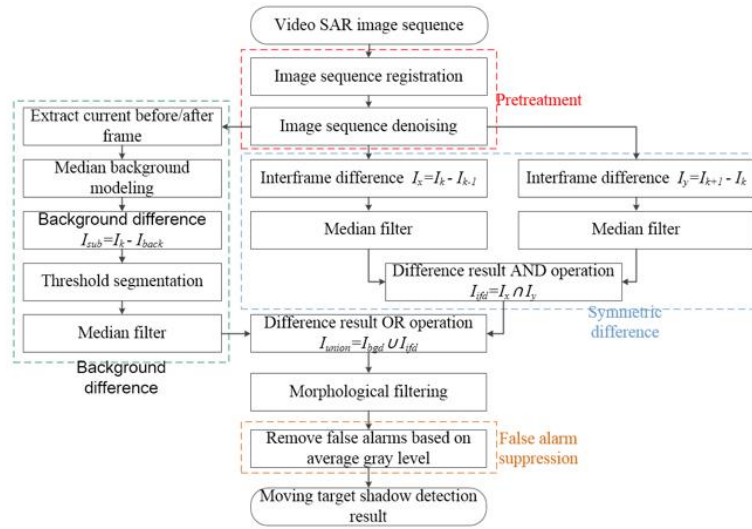 Video SAR image sequence
Image sequence registration
Pretreatment
Image sequence denoising
Extract current before/after
frame
Median background
modeling
Background difference
I_sub=I_k - I_back
Threshold segmentation
Median filter
Background
difference
Interframe difference I_x=I_k - I_k-1
Median filter
Interframe difference I_y=I_k+1 - I_k
Median filter
Difference result AND operation
I_ifd=I_x ∩ I_y
Symmetric
difference
Difference result OR operation
I_union=I_bgd ∪ I_ifd
Morphological filtering
Remove false alarms based on
average gray level
False alarm
suppression
Moving target shadow detection
result